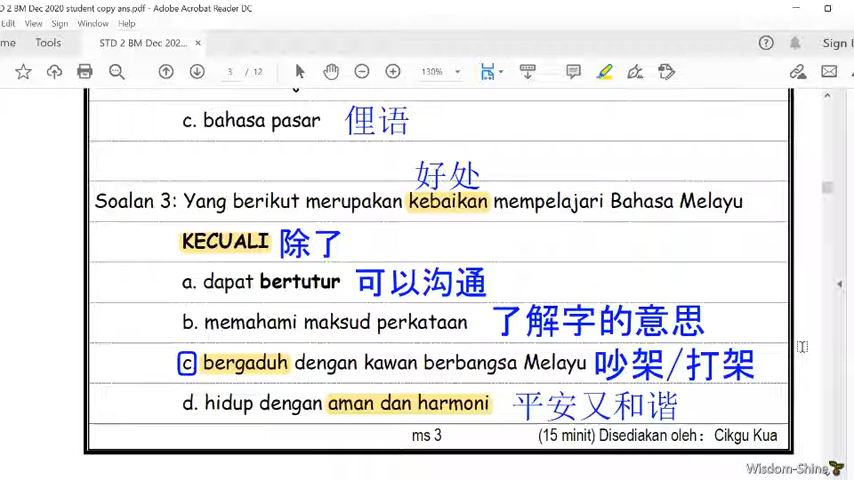 STD 2 BM Dec 2020 student copy ans.pdf - Adobe Acrobat Reader DC
Edit View Sign Window Help
me Tools STD 2 BM Dec 202... × Sign I
3 / 12 130%
c. bahasa pasar 俚语
好处
Soalan 3: Yang berikut merupakan kebaikan mempelajari Bahasa Melayu
KECUALI 除了
a. dapat bertutur 可以沟通
b. memahami maksud perkataan 了解字的意思
c bergaduh dengan kawan berbangsa Melayu 吵架/打架
d. hidup dengan aman dan harmoni 平安又和谐
ms 3 (15 minit) Disediakan oleh : Cikgu Kua
Wisdom-Shine